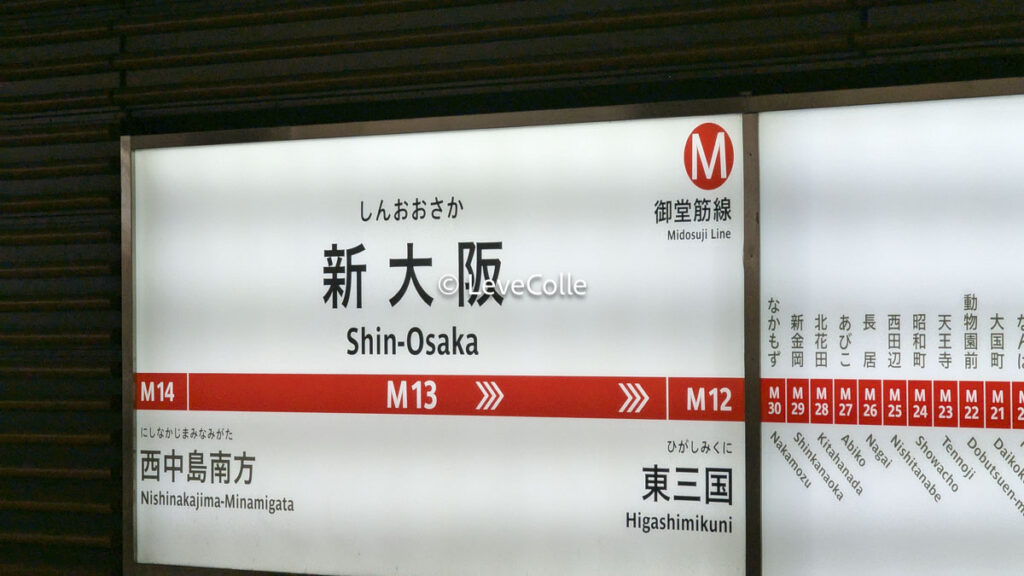 M
御堂筋線
Midosuji Line
しんおおさか
新大阪
© LeveColle
Shin-Osaka
M14
M13
M12
にしなかじまみなみがた
西中島南方
Nishinakajima-Minamigata
ひがしみくに
東三国
Higashimikuni
なかもず
新金岡
北花田
あびこ
長居
西田辺
昭和町
天王寺
動物園前
大国町
M30
M29
M28
M27
M26
M25
M24
M23
M22
M21
Nakamozu
Shinkanaoka
Kitahanada
Abiko
Nagai
Nishitanabe
Showacho
Tennoji